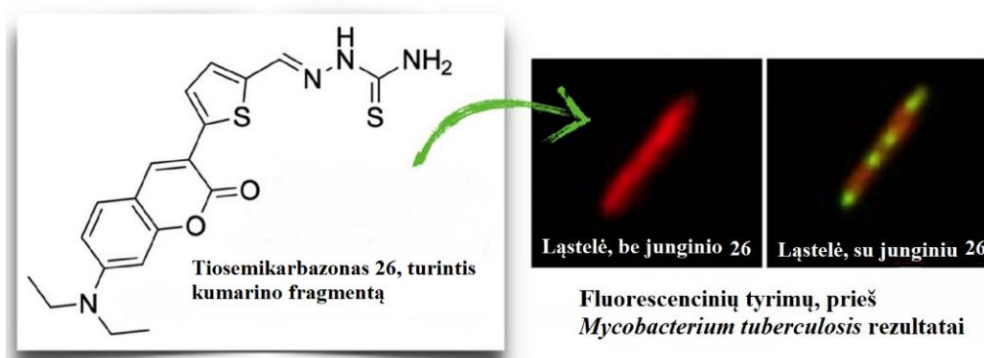 H
N
N
NH₂
S
S
O
O
N
Tiosemikarbazonas 26, turintis
kumarino fragmentą
Ląstelė, be junginio 26
Ląstelė, su junginiu 26
Fluorescencinių tyrimų, prieš
Mycobacterium tuberculosis rezultatai